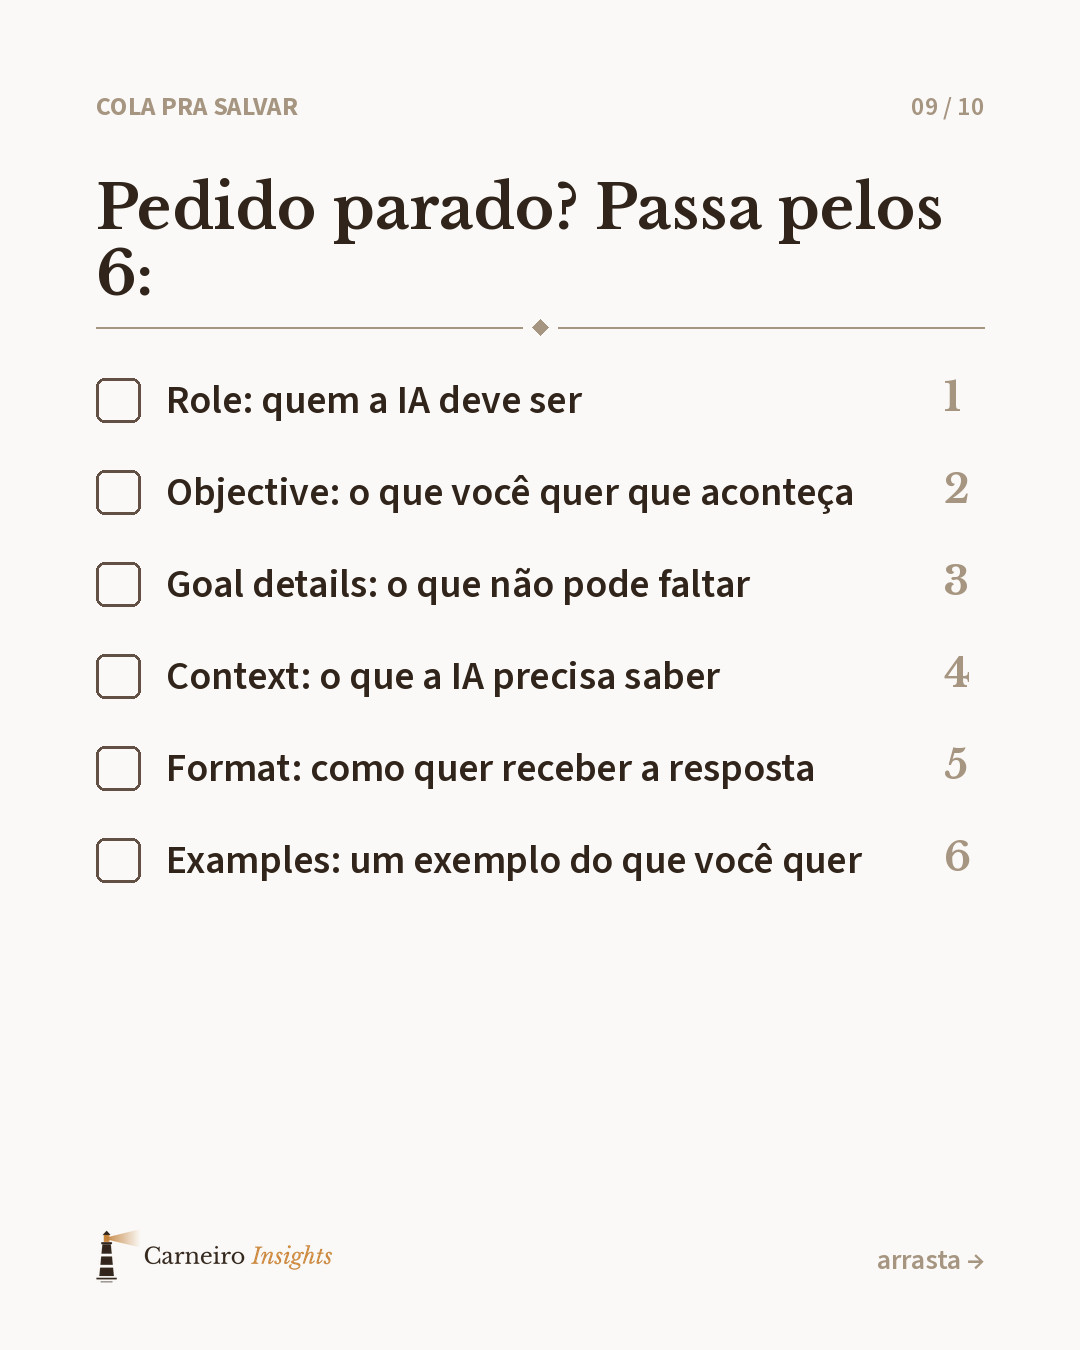 COLA PRA SALVAR
09 / 10
Pedido parado? Passa pelos
6:
Role: quem a IA deve ser 1
Objective: o que você quer que aconteça 2
Goal details: o que não pode faltar 3
Context: o que a IA precisa saber 4
Format: como quer receber a resposta 5
Examples: um exemplo do que você quer 6
Carneiro Insights
arrasta →